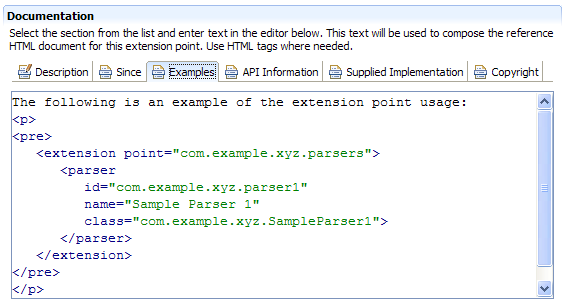 Documentation
Select the section from the list and enter text in the editor below. This text will be used to compose the reference
HTML document for this extension point. Use HTML tags where needed.
Description Since Examples API Information Supplied Implementation Copyright
The following is an example of the extension point usage:
<p>
<pre>
   <extension point="com.example.xyz.parsers">
      <parser
         id="com.example.xyz.parser1"
         name="Sample Parser 1"
         class="com.example.xyz.SampleParser1">
      </parser>
   </extension>
</pre>
</p>